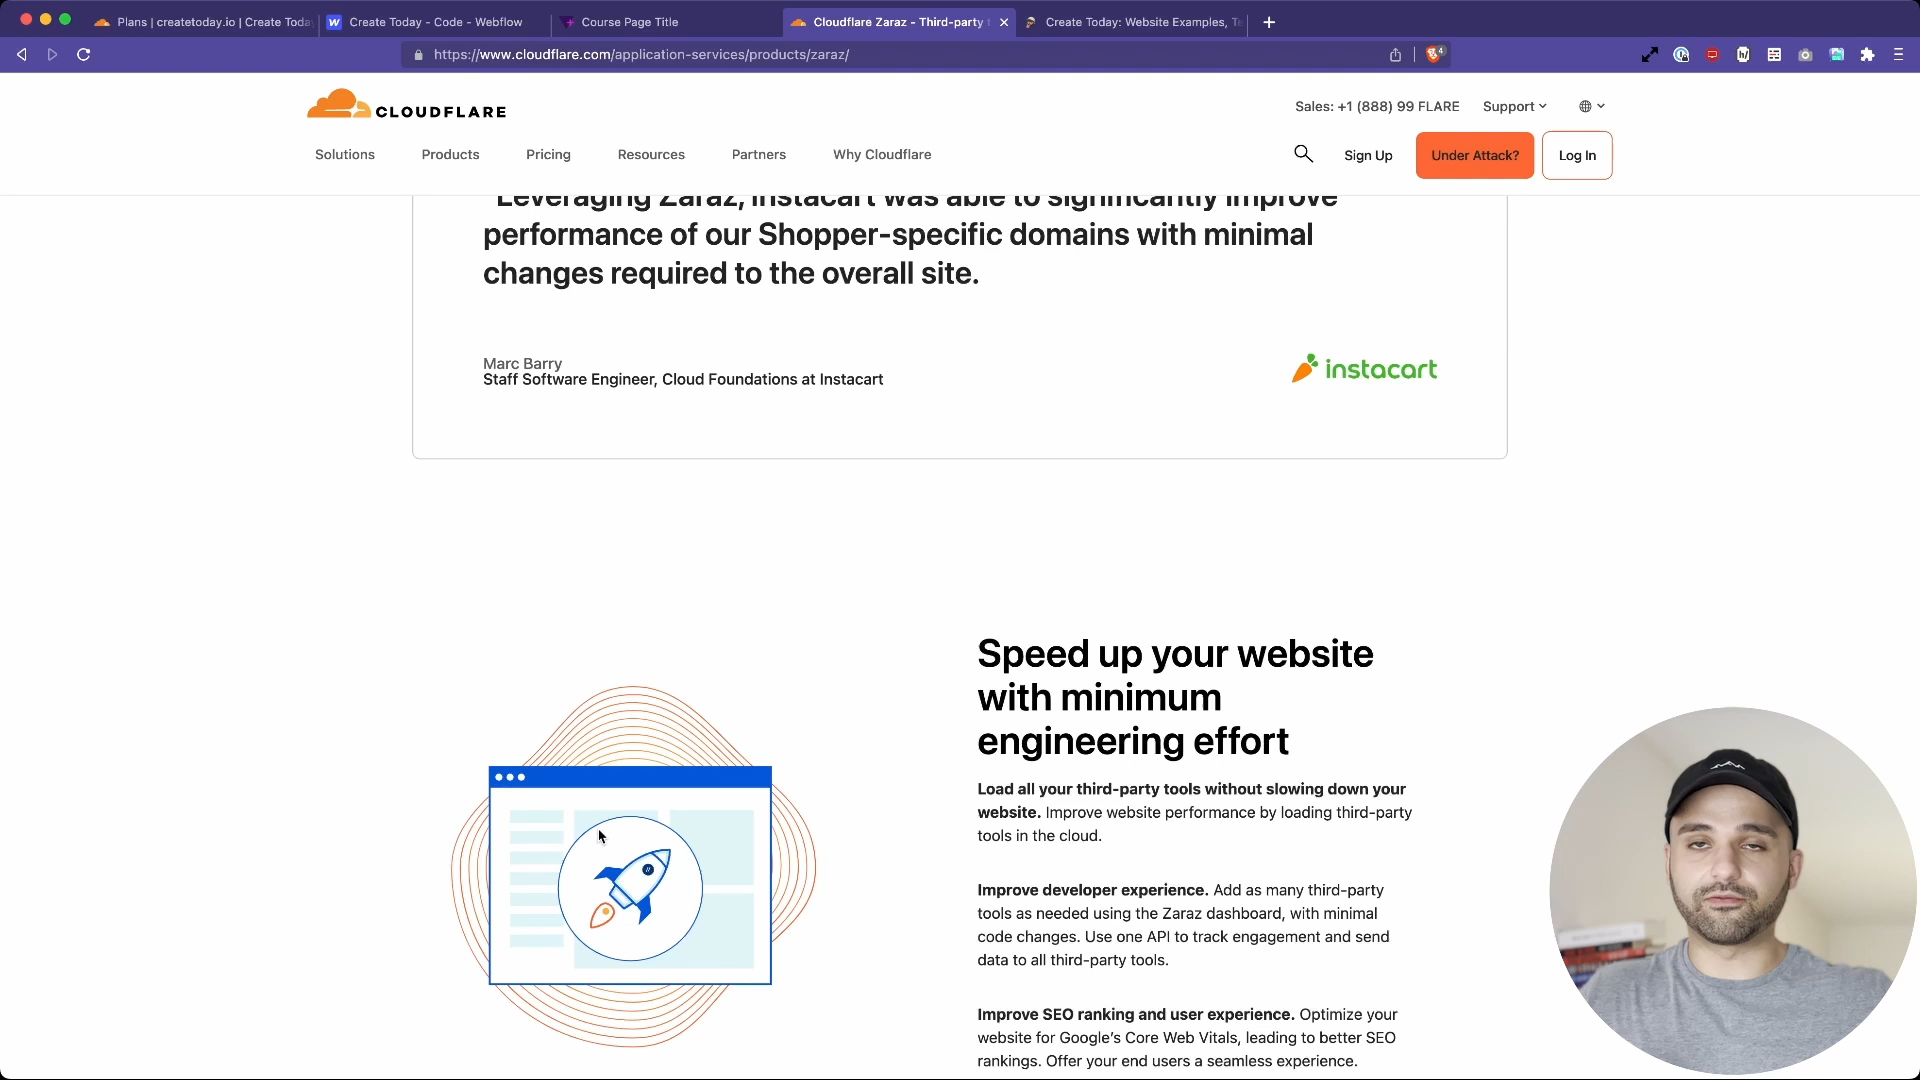 Plans | createtoday.io | Create Toda
Create Today - Code - Webflow
Course Page Title
Cloudflare Zaraz - Third-party
Create Today: Website Examples, Te
https://www.cloudflare.com/application-services/products/zaraz/
4
CLOUDFLARE
Sales: +1 (888) 99 FLARE
Support
Solutions
Products
Pricing
Resources
Partners
Why Cloudflare
Sign Up
Under Attack?
Log In
"Leveraging Zaraz, Instacart was able to significantly improve
performance of our Shopper-specific domains with minimal
changes required to the overall site.
Marc Barry
Staff Software Engineer, Cloud Foundations at Instacart
instacart
Speed up your website
with minimum
engineering effort
Load all your third-party tools without slowing down your
website. Improve website performance by loading third-party
tools in the cloud.
Improve developer experience. Add as many third-party
tools as needed using the Zaraz dashboard, with minimal
code changes. Use one API to track engagement and send
data to all third-party tools.
Improve SEO ranking and user experience. Optimize your
website for Google's Core Web Vitals, leading to better SEO
rankings. Offer your end users a seamless experience.